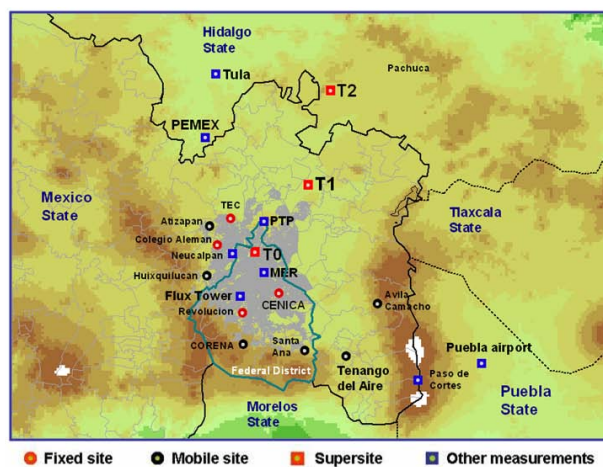 Hidalgo
State
Tula
T2
Pachuca
PEMEX
Mexico
State
T1
TEC
Atizapan
PTP
Tlaxcala
State
Colegio Aleman
Neucalpan
T0
Huixquilucan
MER
Flux Tower
CENICA
Avila
Camacho
Revolucion
CORENA
Santa
Ana
Tenango
del Aire
Puebla airport
Paso de
Cortes
Federal District
Puebla
State
Morelos
State
Fixed site
Mobile site
Supersite
Other measurements